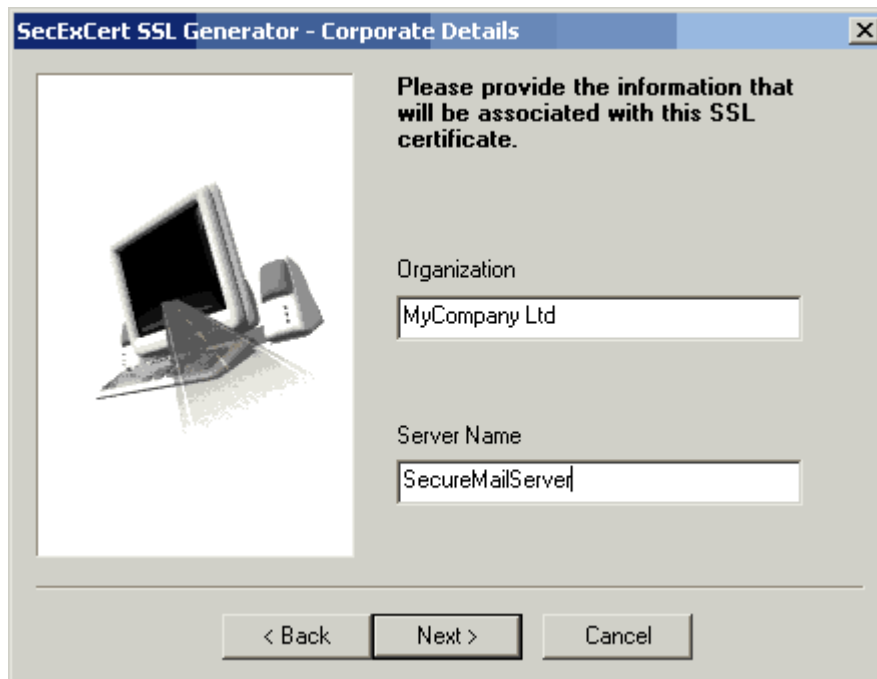 SecExCert SSL Generator - Corporate Details
Please provide the information that
will be associated with this SSL
certificate.
Organization
MyCompany Ltd
Server Name
SecureMailServer
< Back
Next >
Cancel